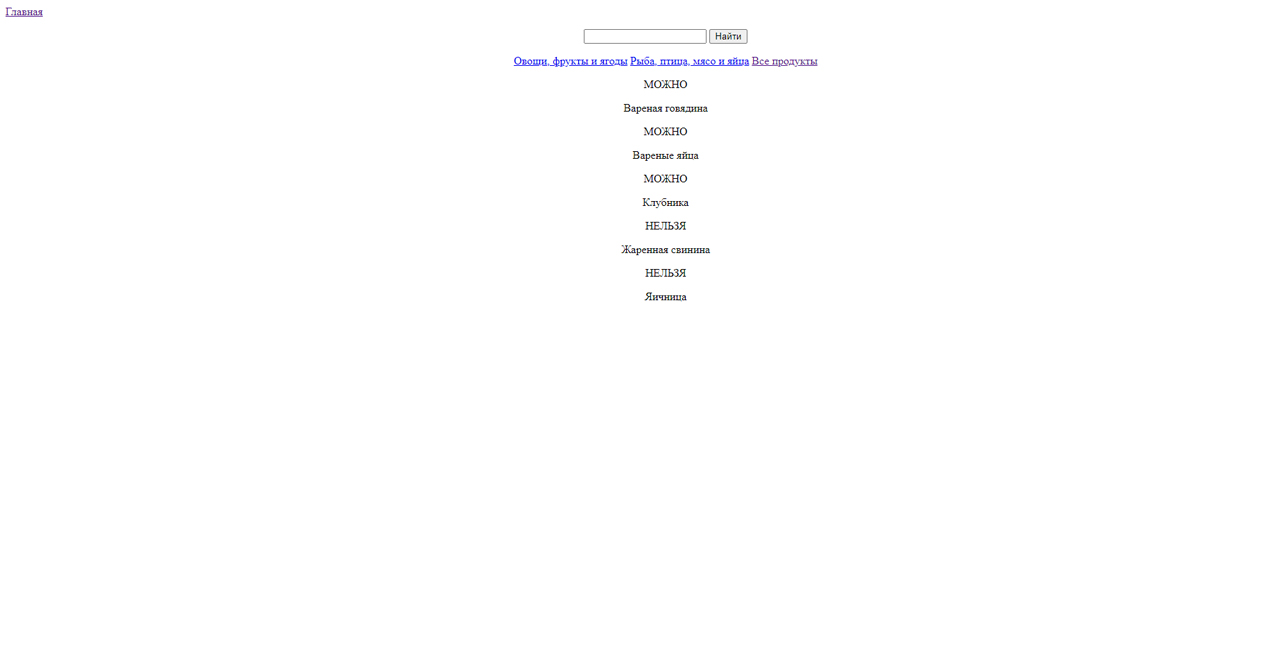 Главная
Найти
Овощи, фрукты и ягоды Рыба, птица, мясо и яйца Все продукты
МОЖНО
Вареная говядина
МОЖНО
Вареные яйца
МОЖНО
Клубника
НЕЛЬЗЯ
Жаренная свинина
НЕЛЬЗЯ
Яичница